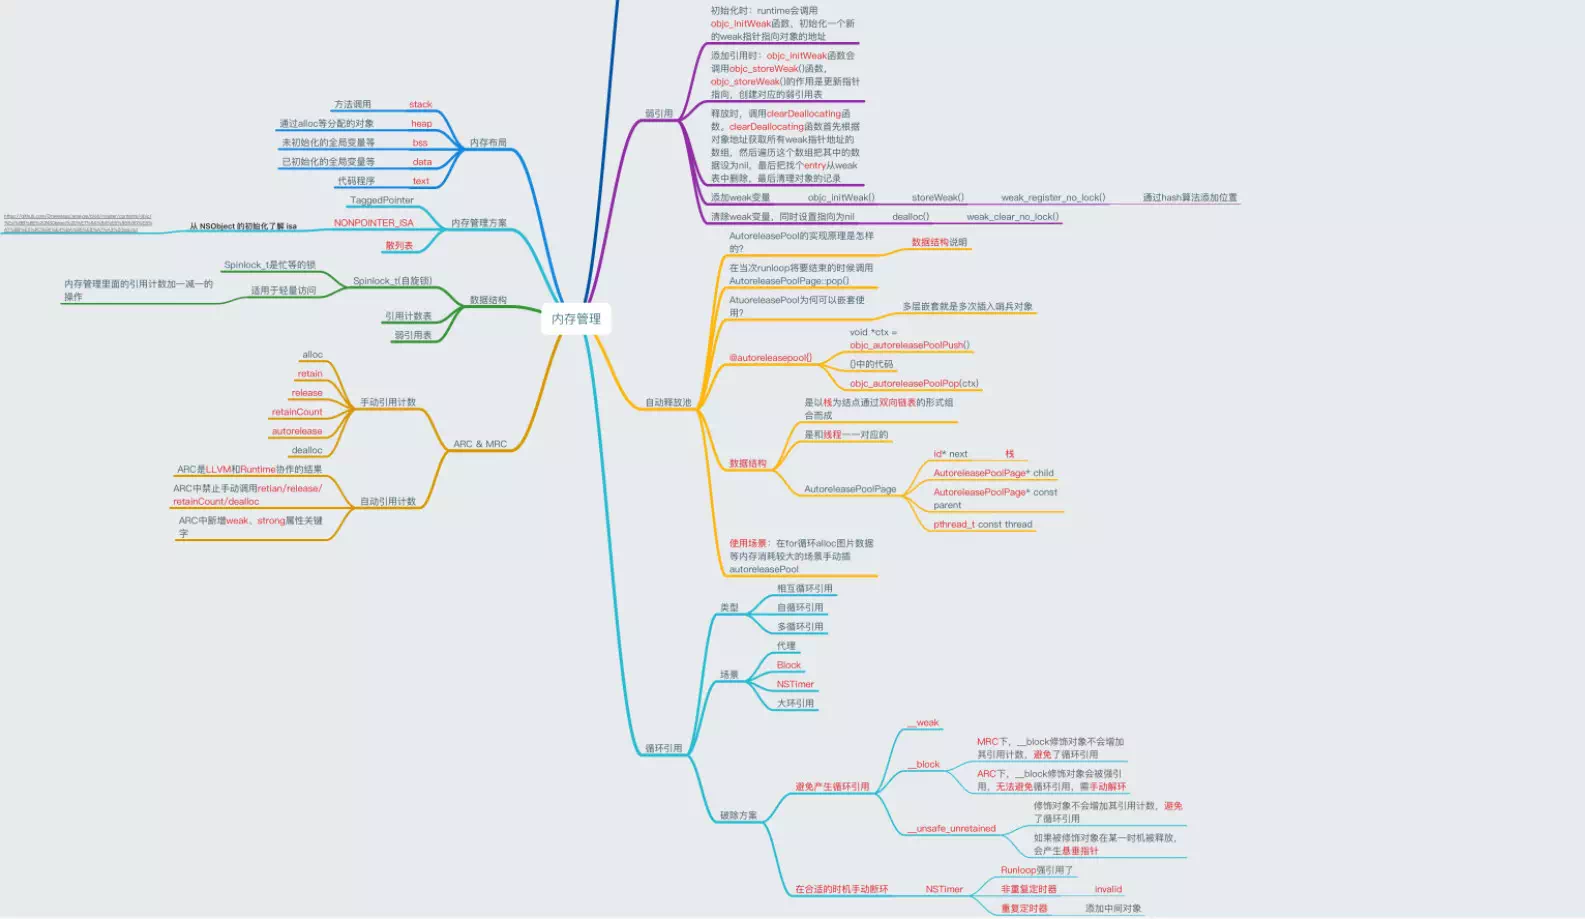 内存管理
内存布局
方法调用 stack
通过alloc等分配的对象 heap
未初始化的全局变量等 bss
已初始化的全局变量等 data
代码程序 text
内存管理方案
TaggedPointer
NONPOINTER_ISA
从 NSObject 的初始化了解 isa
散列表
数据结构
Spinlock_t(自旋锁)
Spinlock_t是忙等的锁
适用于轻量访问
内存管理里面的引用计数加一减一的
操作
引用计数表
弱引用表
ARC & MRC
手动引用计数
alloc
retain
release
retainCount
autorelease
dealloc
自动引用计数
ARC是LLVM和Runtime协作的结果
ARC中禁止手动调用retian/release/
retainCount/dealloc
ARC中新增weak、strong属性关键
字
弱引用
初始化时：runtime会调用
objc_initWeak函数，初始化一个新
的weak指针指向对象的地址
添加引用时：objc_initWeak函数会
调用objc_storeWeak()函数，
objc_storeWeak()的作用是更新指针
指向，创建对应的弱引用表
释放时，调用clearDeallocating函
数。clearDeallocating函数首先根据
对象地址获取所有weak指针地址的
数组，然后遍历这个数组把其中的数
据设为nil，最后把找个entry从weak
表中删除，最后清理对象的记录
添加weak变量 objc_initWeak() storeWeak() weak_register_no_lock() 通过hash算法添加位置
清除weak变量，同时设置指向为nil dealloc() weak_clear_no_lock()
自动释放池
AutoreleasePool的实现原理是怎样
的？
数据结构说明
在当次runloop将要结束的时候调用
AutoreleasePoolPage::pop()
AtuoreleasePool为何可以嵌套使
用？
多层嵌套就是多次插入哨兵对象
@autoreleasepool{}
void *ctx =
objc_autoreleasePoolPush()
{}中的代码
objc_autoreleasePoolPop(ctx)
数据结构
是以栈为结点通过双向链表的形式组
合而成
是和线程一一对应的
AutoreleasePoolPage
id* next 栈
AutoreleasePoolPage* child
AutoreleasePoolPage* const
parent
pthread_t const thread
使用场景：在for循环alloc图片数据
等内存消耗较大的场景手动插
autoreleasePool
循环引用
类型
相互循环引用
自循环引用
多循环引用
场景
代理
Block
NSTimer
大环引用
破除方案
避免产生循环引用
__weak
__block
MRC下，__block修饰对象不会增加
其引用计数，避免了循环引用
ARC下，__block修饰对象会被强引
用，无法避免循环引用，需手动解环
__unsafe_unretained
修饰对象不会增加其引用计数，避免
了循环引用
如果被修饰对象在某一时机被释放，
会产生悬垂指针
在合适的时机手动断环 NSTimer
Runloop强引用了
非重复定时器 invalid
重复定时器 添加中间对象